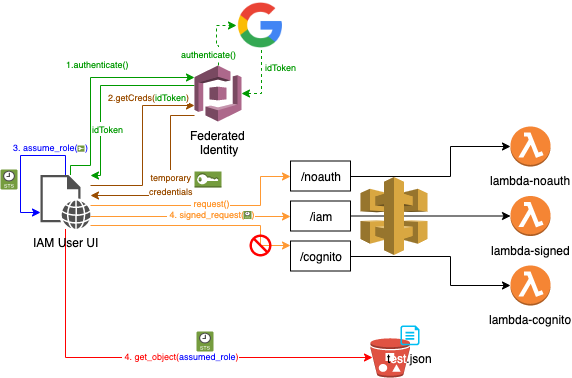 authenticate()
1.authenticate()
idToken
2.getCreds(idToken)
Federated
Identity
idToken
3. assume_role()
STS
temporary
credentials
request()
/noauth
lambda-noauth
4. signed_request()
/iam
lambda-signed
IAM User UI
/cognito
lambda-cognito
STS
4. get_object(assumed_role)
test.json